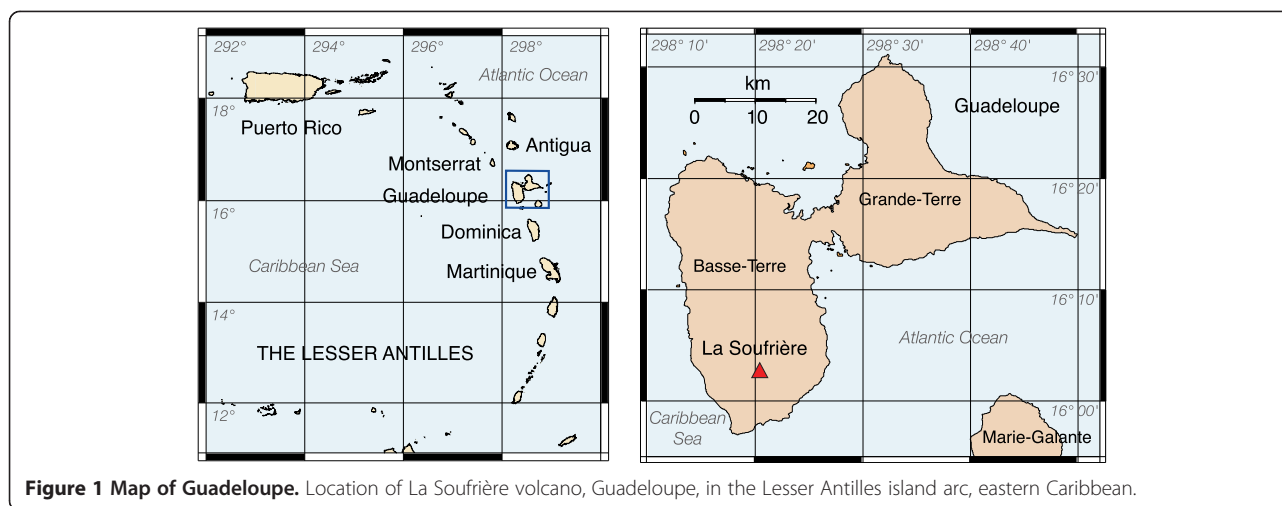 292°
294°
296°
298°
Atlantic Ocean
18°
Puerto Rico
Antigua
Montserrat
Guadeloupe
16°
Dominica
Caribbean Sea
Martinique
14°
THE LESSER ANTILLES
12°
298° 10'
298° 20'
298° 30'
298° 40'
16° 30'
km
0 10 20
Guadeloupe
16° 20'
Grande-Terre
Basse-Terre
16° 10'
La Soufrière
Atlantic Ocean
16° 00'
Caribbean
Sea
Marie-Galante
Figure 1 Map of Guadeloupe. Location of La Soufrière volcano, Guadeloupe, in the Lesser Antilles island arc, eastern Caribbean.